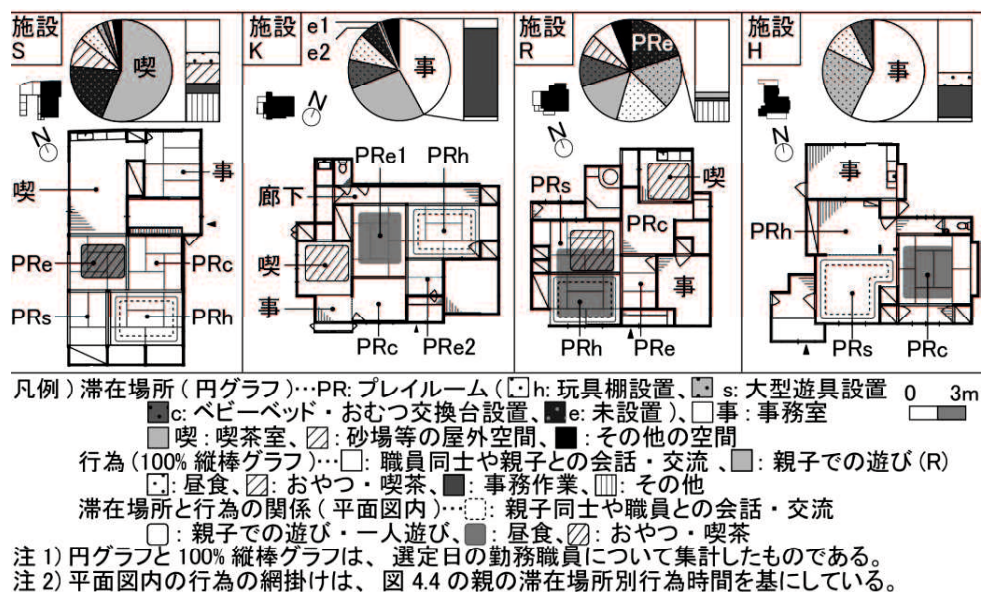 施設
S
喫
N
事
喫
PRe
PRc
PRs
PRh
施設
K
e1
e2
事
N
PRe1
PRh
廊下
喫
事
PRc
PRe2
施設
R
PRe
N
喫
PRs
PRc
事
PRh
PRe
施設
H
事
N
事
PRh
PRs
PRc
凡例）滞在場所（円グラフ）…PR: プレイルーム（ h: 玩具棚設置、 s: 大型遊具設置
0 3m
c: ベビーベッド・おむつ交換台設置、 e: 未設置）、 事: 事務室
喫: 喫茶室、 : 砂場等の屋外空間、 : その他の空間
行為(100%縦棒グラフ)… : 職員同士や親子との会話・交流、 : 親子での遊び(R)
: 昼食、 : おやつ・喫茶、 : 事務作業、 : その他
滞在場所と行為の関係(平面図内)… : 親子同士や職員との会話・交流
: 親子での遊び・一人遊び、 : 昼食、 : おやつ・喫茶
注1)円グラフと100%縦棒グラフは、選定日の勤務職員について集計したものである。
注2)平面図内の行為の網掛けは、図4.4の親の滞在場所別行為時間を基にしている。